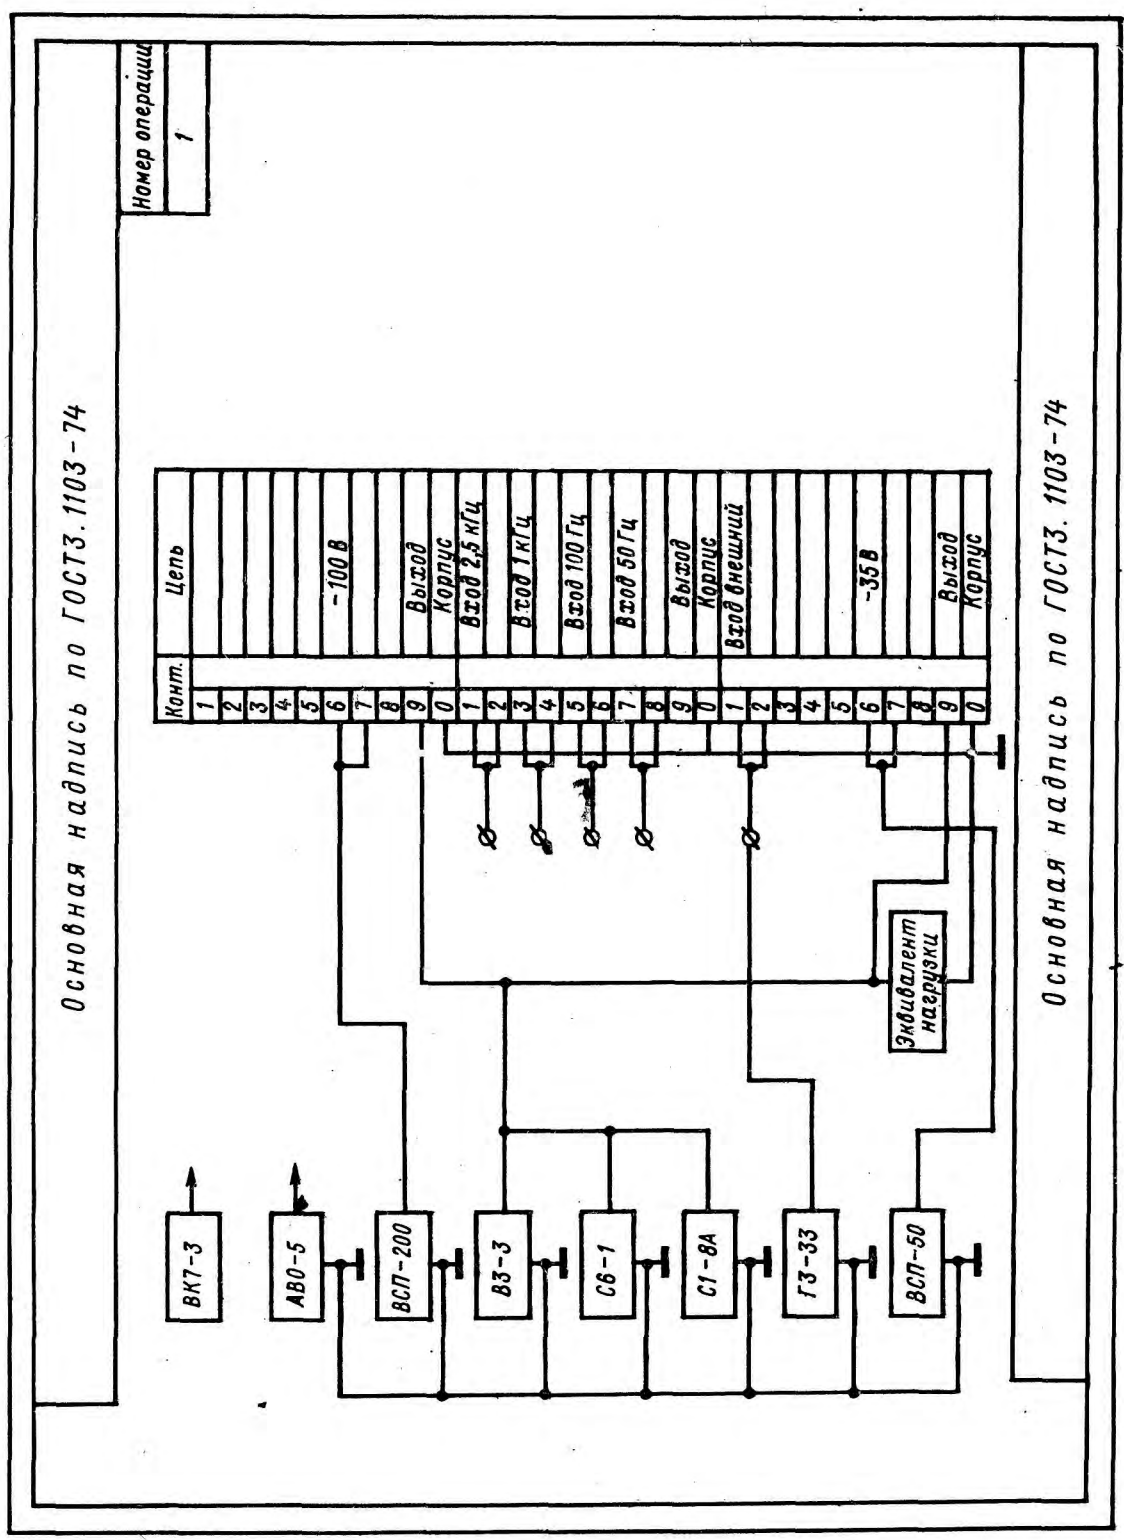 Основная надпись по ГОСТ3.1103-74
Номер операции
1
ВК7-3
АВО-5
ВСП-200
В3-3
С6-1
С1-8А
Г3-33
ВСП-50
Эквивалент
нагрузки
Конт. Цепь
1
2
3
4
5
6 -100 В
7
8
9 Выход
0 Корпус
1 Вход 2,5 кГц
2
3 Вход 1 кГц
4
5 Вход 100 Гц
6
7 Вход 50 Гц
8
9 Выход
0 Корпус
1 Вход внешний
2
3
4
5
6 -35 В
7
8
9 Выход
0 Корпус
Основная надпись по ГОСТ3.1103-74